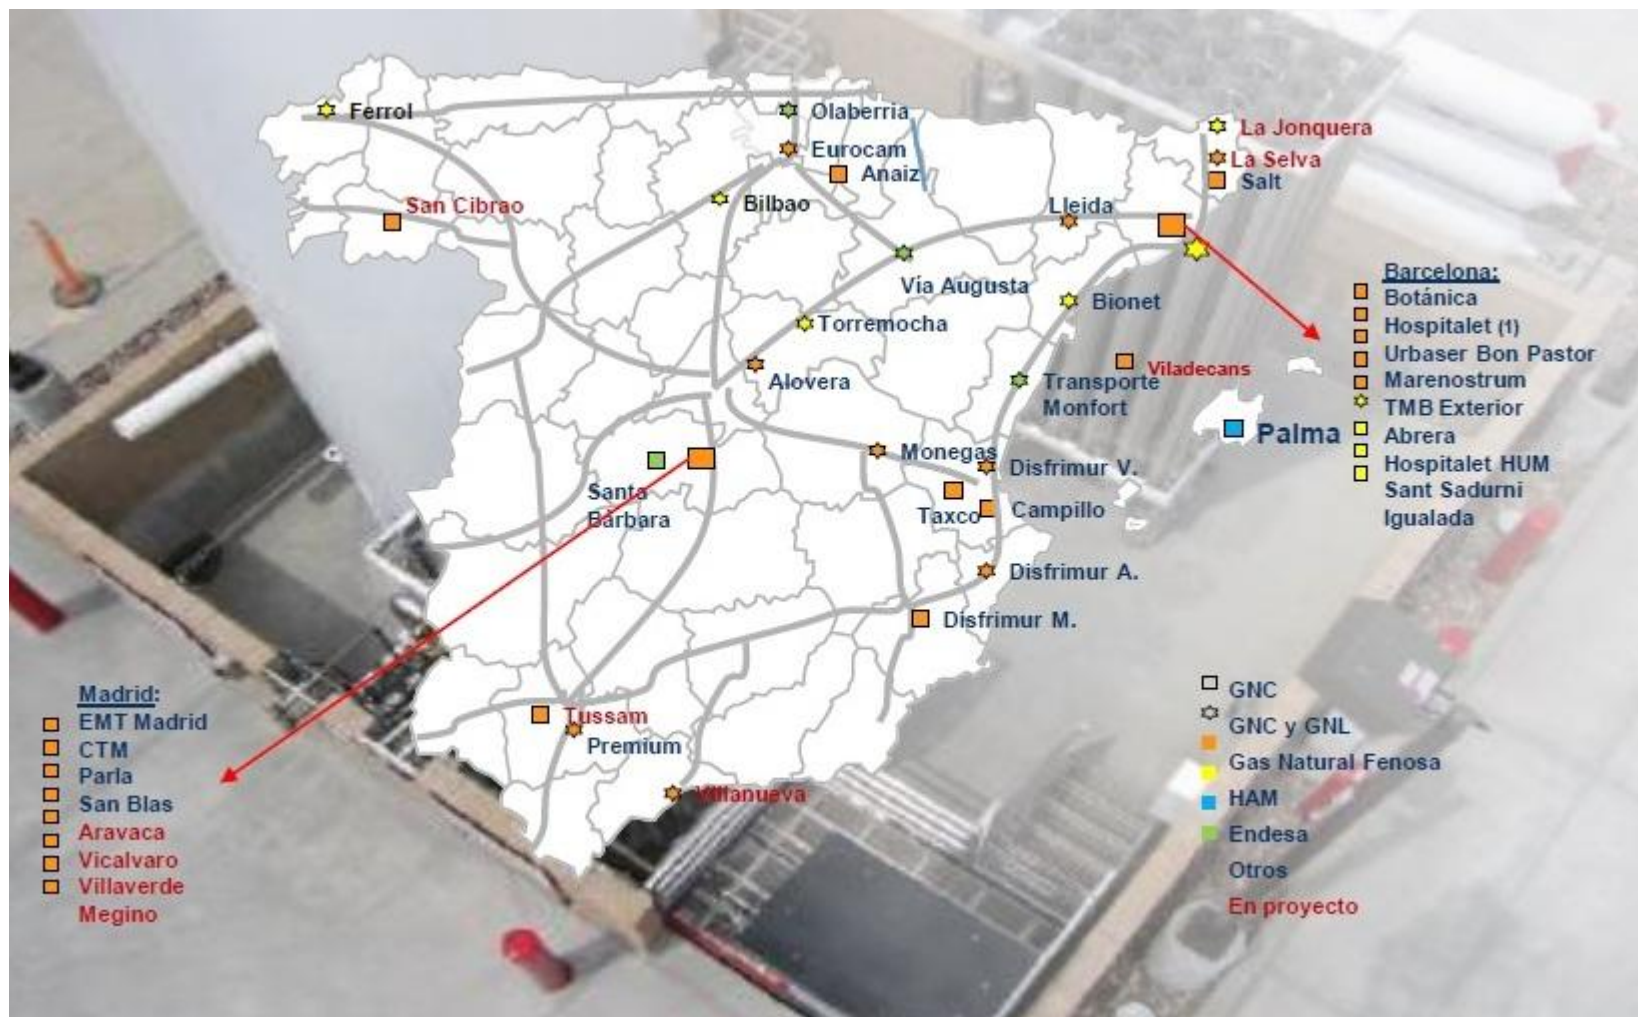 Ferrol
Olaberria
Eurocam
Anaiz
La Jonquera
La Selva
Salt
San Cibrao
Bilbao
Lleida
Vía Augusta
Bionet
Torremocha
Alovera
Viladecans
Transporte
Monfort
Palma
Monegas
Disfrimur V.
Santa
Bárbara
Taxco
Campillo
Disfrimur A.
Disfrimur M.
Tussam
Premium
Villanueva
Barcelona:
Botánica
Hospitalet (1)
Urbaser Bon Pastor
Marenostrum
TMB Exterior
Abrera
Hospitalet HUM
Sant Sadurni
Igualada
Madrid:
EMT Madrid
CTM
Parla
San Blas
Aravaca
Vicalvaro
Villaverde
Megino
GNC
GNC y GNL
Gas Natural Fenosa
HAM
Endesa
Otros
En proyecto